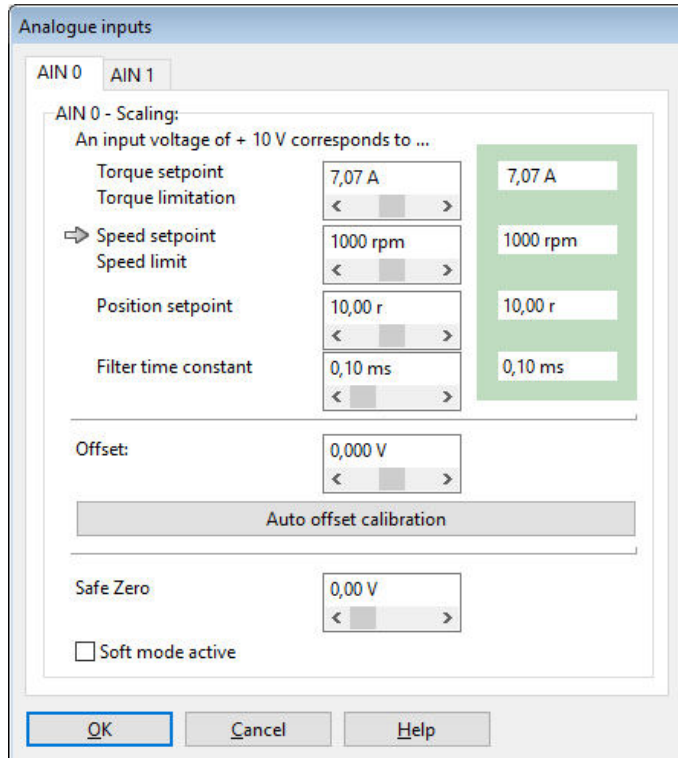 Analogue inputs
AIN 0 AIN 1
AIN 0 - Scaling:
An input voltage of + 10 V corresponds to ...
Torque setpoint
Torque limitation
7,07 A
7,07 A
Speed setpoint
Speed limit
1000 rpm
1000 rpm
Position setpoint
10,00 r
10,00 r
Filter time constant
0,10 ms
0,10 ms
Offset:
0,000 V
Auto offset calibration
Safe Zero
0,00 V
Soft mode active
OK Cancel Help